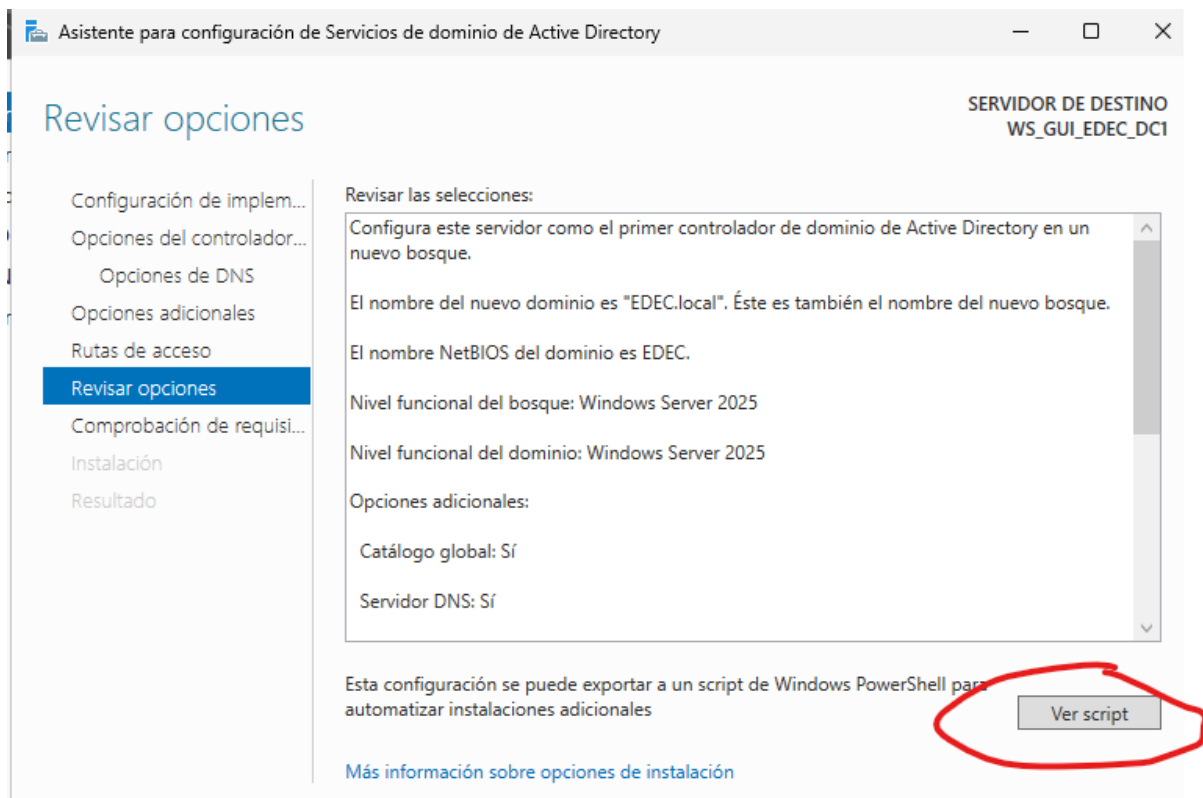 Asistente para configuración de Servicios de dominio de Active Directory
Revisar opciones
SERVIDOR DE DESTINO
WS_GUI_EDEC_DC1
Configuración de implem...
Opciones del controlador...
Opciones de DNS
Opciones adicionales
Rutas de acceso
Revisar opciones
Comprobación de requisi...
Instalación
Resultado
Revisar las selecciones:
Configura este servidor como el primer controlador de dominio de Active Directory en un
nuevo bosque.
El nombre del nuevo dominio es "EDEC.local". Éste es también el nombre del nuevo bosque.
El nombre NetBIOS del dominio es EDEC.
Nivel funcional del bosque: Windows Server 2025
Nivel funcional del dominio: Windows Server 2025
Opciones adicionales:
Catálogo global: Sí
Servidor DNS: Sí
Esta configuración se puede exportar a un script de Windows PowerShell para
automatizar instalaciones adicionales
Ver script
Más información sobre opciones de instalación